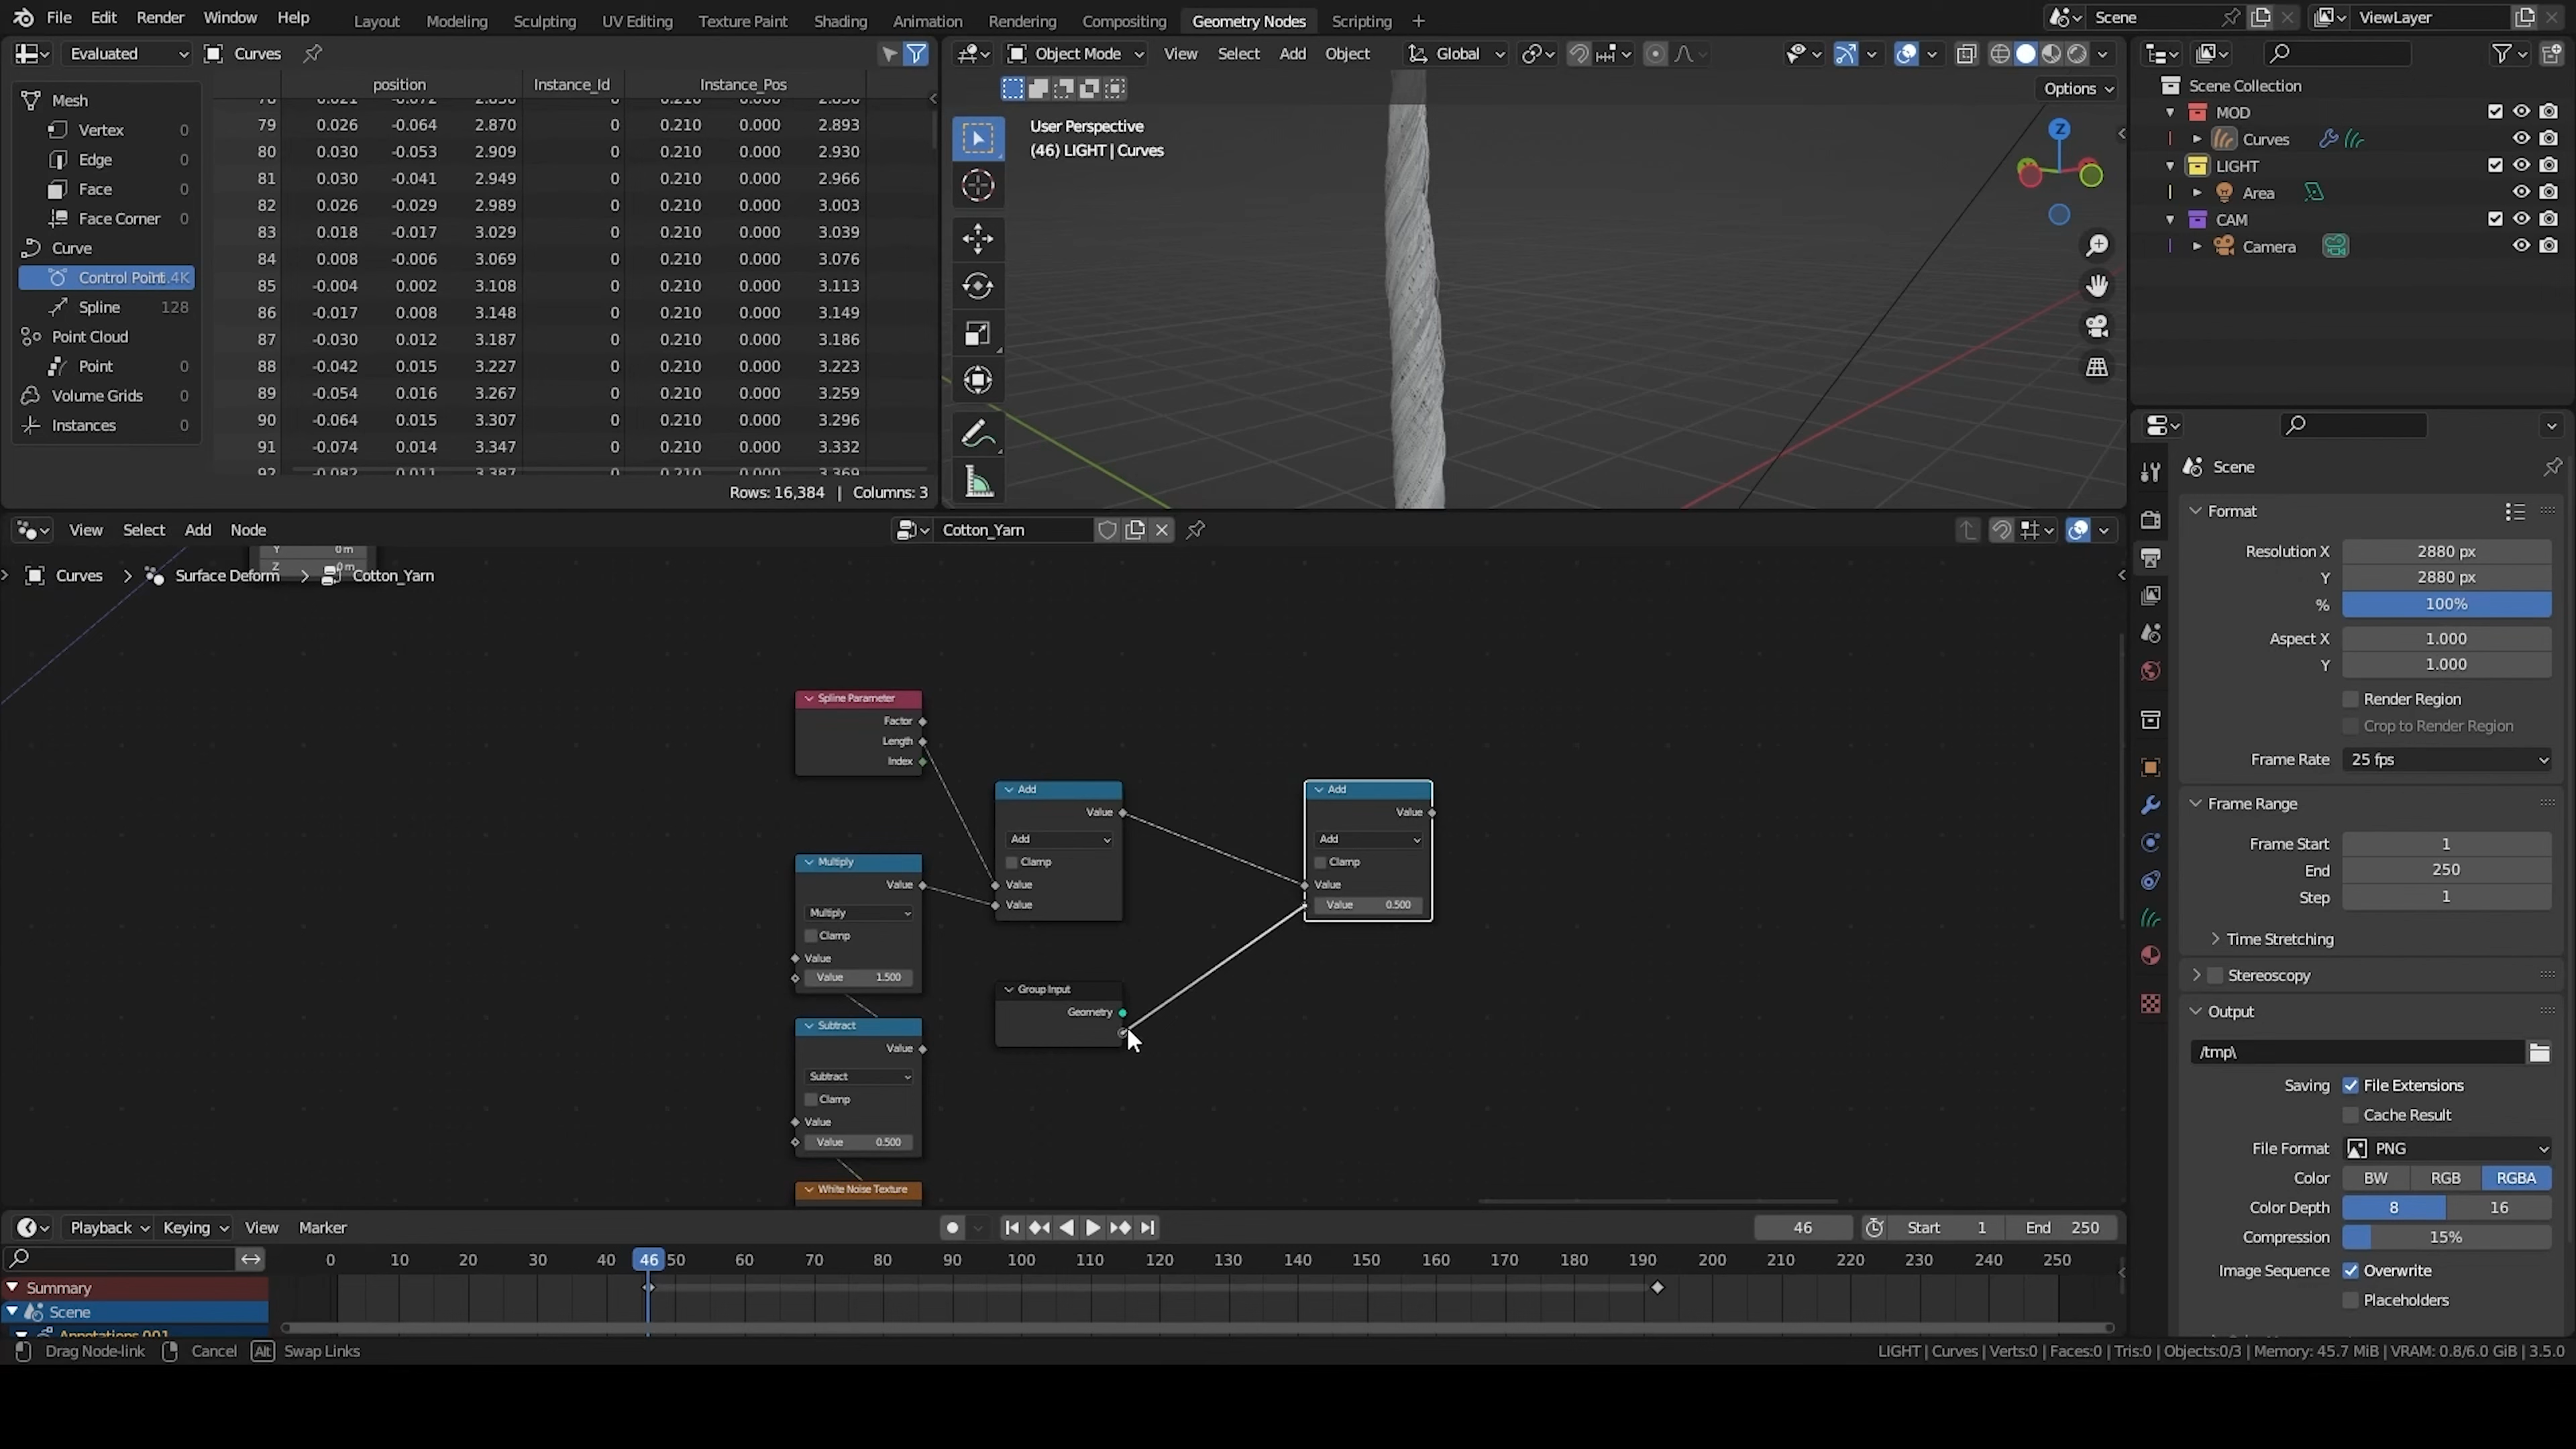 File Edit Render Window Help Layout Modeling Sculpting UV Editing Texture Paint Shading Animation Rendering Compositing Geometry Nodes Scripting + Scene ViewLayer
Evaluated Curves
position Instance_Id Instance_Pos
79 0.026 -0.064 2.870 0 0.210 0.000 2.893
80 0.030 -0.053 2.909 0 0.210 0.000 2.930
81 0.030 -0.041 2.949 0 0.210 0.000 2.966
82 0.026 -0.029 2.989 0 0.210 0.000 3.003
83 0.018 -0.017 3.029 0 0.210 0.000 3.039
84 0.008 -0.006 3.069 0 0.210 0.000 3.076
85 -0.004 0.002 3.108 0 0.210 0.000 3.113
86 -0.017 0.008 3.148 0 0.210 0.000 3.149
87 -0.030 0.012 3.187 0 0.210 0.000 3.186
88 -0.042 0.015 3.227 0 0.210 0.000 3.223
89 -0.054 0.016 3.267 0 0.210 0.000 3.259
90 -0.064 0.015 3.307 0 0.210 0.000 3.296
91 -0.074 0.014 3.347 0 0.210 0.000 3.332
Rows: 16,384 | Columns: 3
Mesh
Vertex 0
Edge 0
Face 0
Face Corner 0
Curve
Control Point
Spline 128
Point Cloud
Point 0
Volume Grids 0
Instances 0
Object Mode View Select Add Object Global
Options
User Perspective
(46) LIGHT | Curves
Z
Scene Collection
MOD
Curves
LIGHT
Area
CAM
Camera
View Select Add Node Cotton_Yarn
Y 0m
Z 0m
Curves > Surface Deform > Cotton_Yarn
Spline Parameter
Factor
Length
Index
Add
Value
Add
Clamp
Value
Value
Add
Value
Add
Clamp
Value
Value 0.500
Multiply
Value
Multiply
Clamp
Value
Value 1.500
Group Input
Geometry
Subtract
Value
Subtract
Clamp
Value
Value 0.500
White Noise Texture
Scene
Format
Resolution X 2880 px
Y 2880 px
% 100%
Aspect X 1.000
Y 1.000
Render Region
Crop to Render Region
Frame Rate 25 fps
Frame Range
Frame Start 1
End 250
Step 1
Time Stretching
Stereoscopy
Output
/tmp\
Saving File Extensions
Cache Result
File Format PNG
Color BW RGB RGBA
Color Depth 8 16
Compression 15%
Image Sequence Overwrite
Placeholders
Playback Keying View Marker 46 Start 1 End 250
0 10 20 30 40 46 50 60 70 80 90 100 110 120 130 140 150 160 170 180 190 200 210 220 230 240 250
Summary
Scene
Annotations.001
Drag Node-link Cancel Alt Swap Links
LIGHT | Curves | Verts:0 | Faces:0 | Tris:0 | Objects:0/3 | Memory: 45.7 MiB | VRAM: 0.8/6.0 GiB | 3.5.0